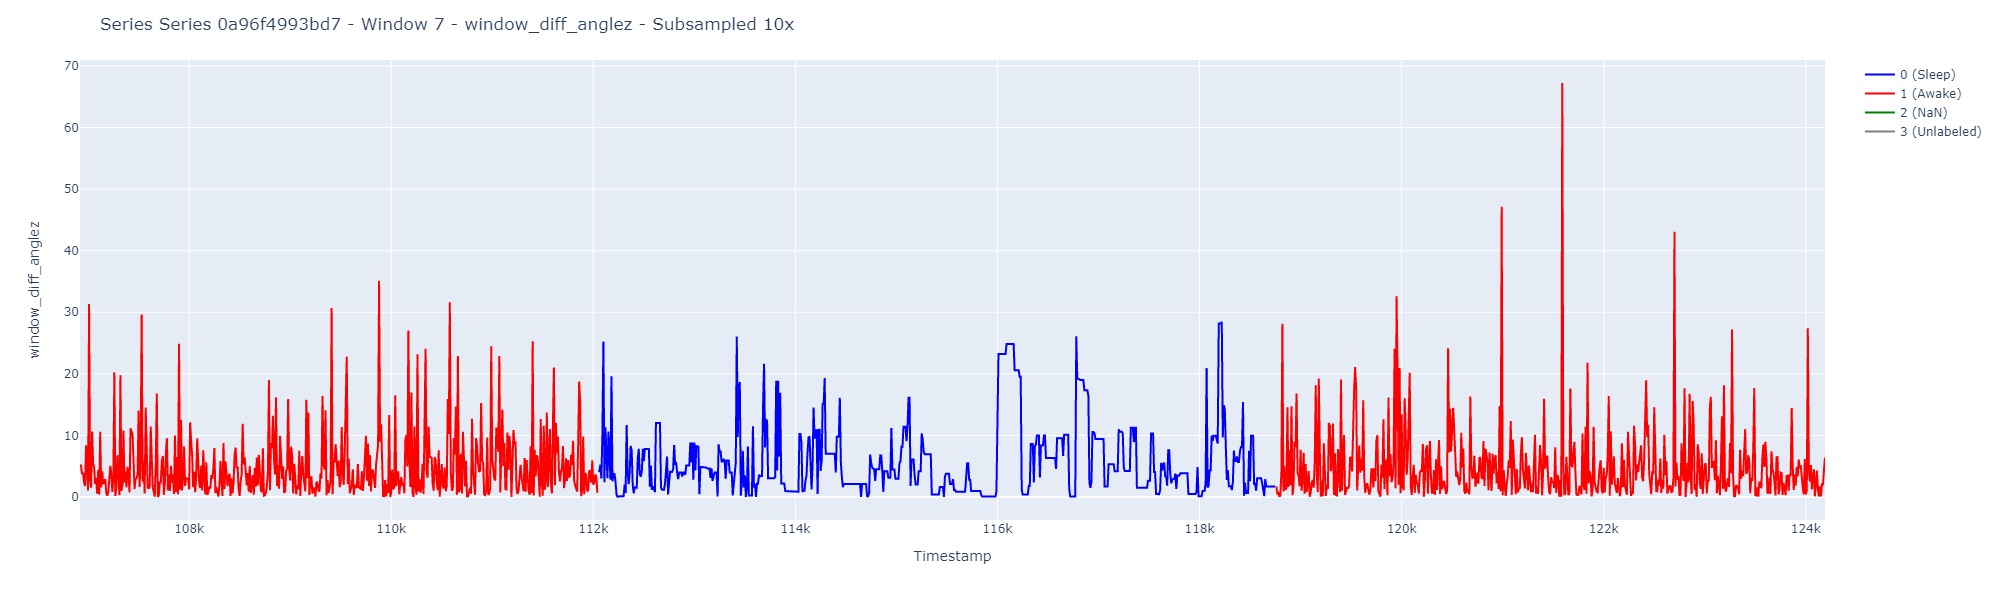 Series Series 0a96f4993bd7 - Window 7 - window_diff_anglez - Subsampled 10x
0 (Sleep)
1 (Awake)
2 (NaN)
3 (Unlabeled)
window_diff_anglez
70
60
50
40
30
20
10
0
108k
110k
112k
114k
116k
118k
120k
122k
124k
Timestamp